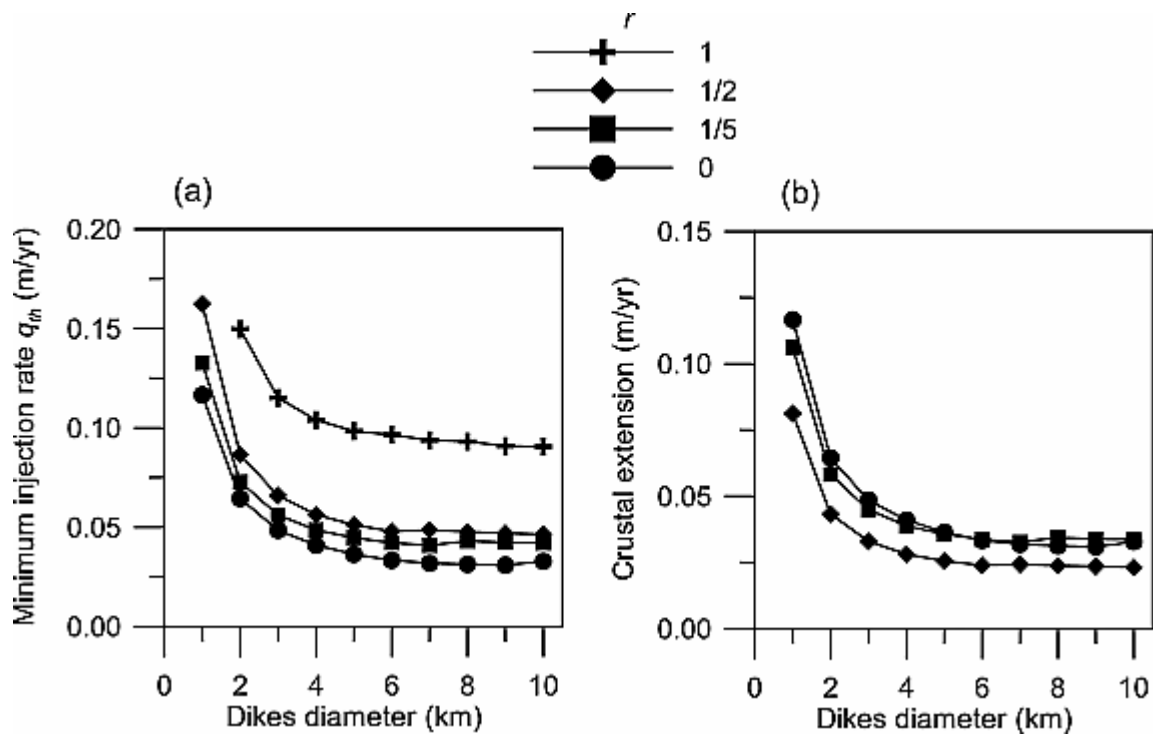 r
1
1/2
1/5
0
(a)
0.20
0.15
0.10
0.05
0.00
Minimum injection rate qth (m/yr)
0 2 4 6 8 10
Dikes diameter (km)
(b)
0.15
0.10
0.05
0.00
Crustal extension (m/yr)
0 2 4 6 8 10
Dikes diameter (km)